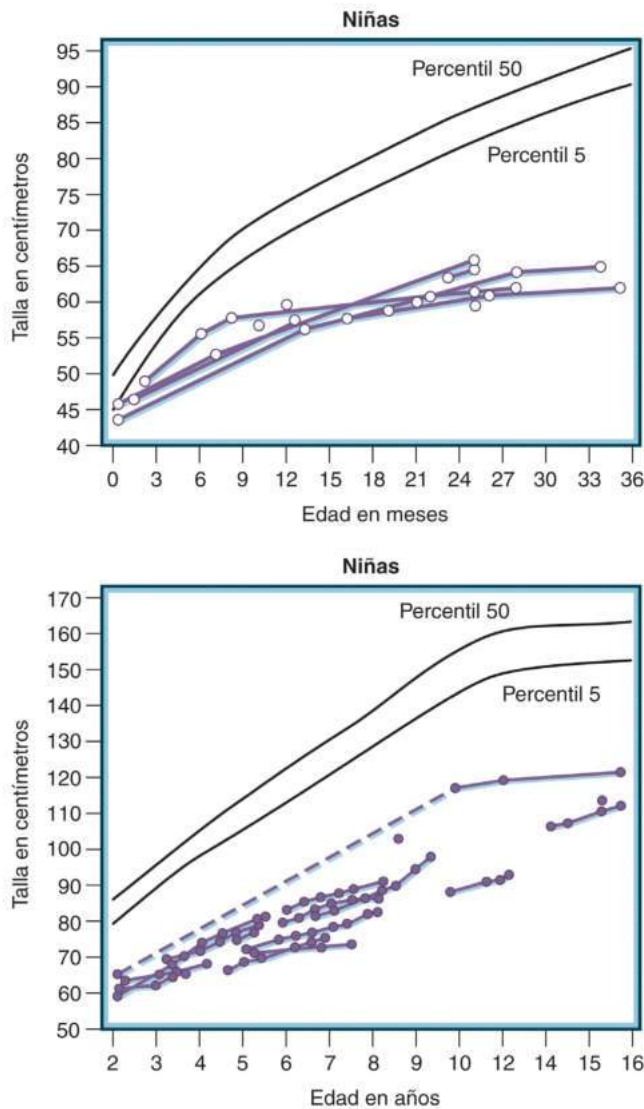 Niñas
95
90
85
80
75
70
65
60
55
50
45
40
Talla en centímetros
Percentil 50
Percentil 5
0 3 6 9 12 15 18 21 24 25 27 30 33 36
Edad en meses
Niñas
170
160
150
140
130
120
110
100
90
80
70
60
50
Talla en centímetros
Percentil 50
Percentil 5
2 3 4 5 6 7 8 9 10 12 15 16
Edad en años